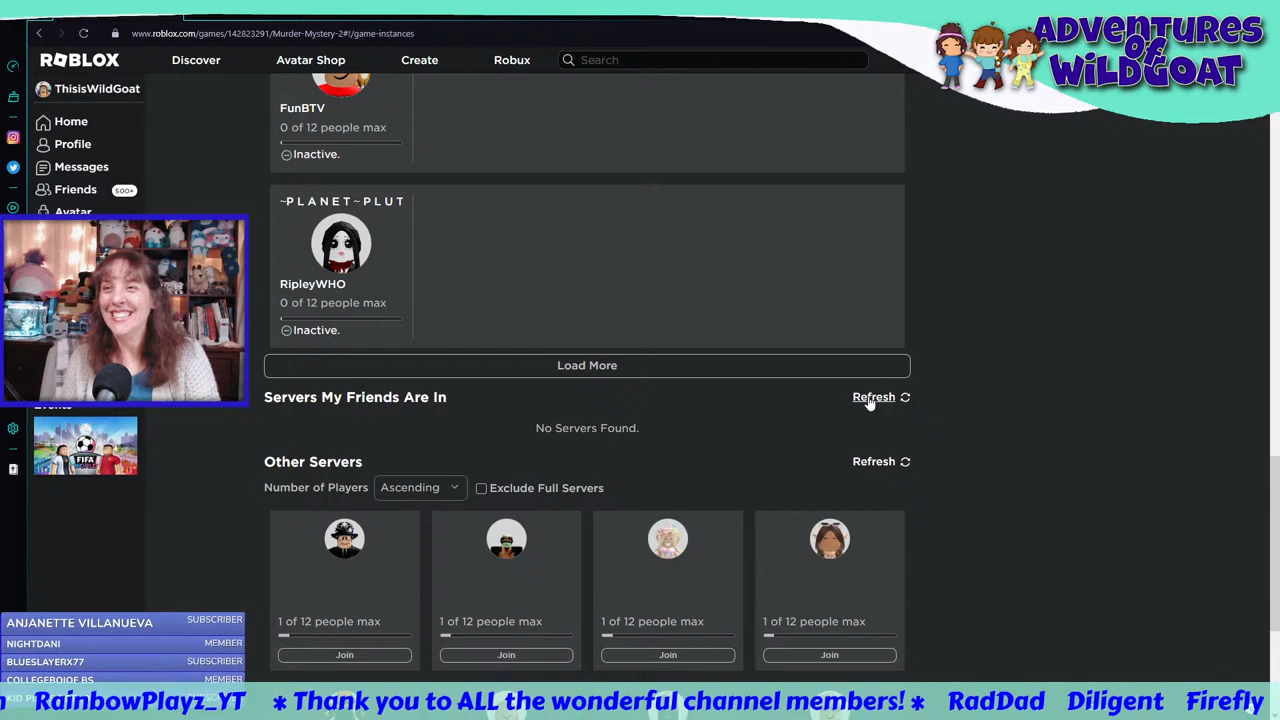 www.roblox.com/games/142823291/Murder-Mystery-2#!/game-instances
ADVENTURES
OF
WILDGOAT
ROBLOX
Discover
Avatar Shop
Create
Robux
Search
ThisisWildGoat
Home
Profile
Messages
Friends
500+
Avatar
Events
FunBTV
0 of 12 people max
Inactive.
~P L A N E T ~ P L U T
RipleyWHO
0 of 12 people max
Inactive.
Load More
Servers My Friends Are In
Refresh
No Servers Found.
Other Servers
Refresh
Number of Players
Ascending
Exclude Full Servers
1 of 12 people max
Join
1 of 12 people max
Join
1 of 12 people max
Join
1 of 12 people max
Join
FIFA
ANJANETTE VILLANUEVA SUBSCRIBER
NIGHTDANI MEMBER
BLUESLAYERX77 SUBSCRIBER
MEMBER
RainbowPlayz_YT * Thank you to ALL the wonderful channel members! * RadDad Diligent Firefly